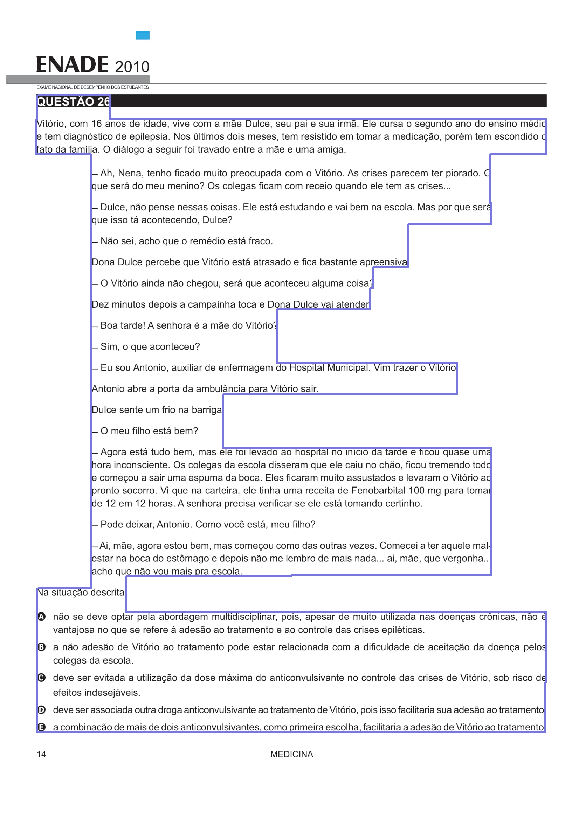 ENADE 2010
EXAME NACIONAL DE DESEMPENHO DOS ESTUDANTES
QUESTÃO 26
Vitório, com 16 anos de idade, vive com a mãe Dulce, seu pai e sua irmã. Ele cursa o segundo ano do ensino médio
e tem diagnóstico de epilepsia. Nos últimos dois meses, tem resistido em tomar a medicação, porém tem escondido o
fato da família. O diálogo a seguir foi travado entre a mãe e uma amiga.
– Ah, Nena, tenho ficado muito preocupada com o Vitório. As crises parecem ter piorado. O
que será do meu menino? Os colegas ficam com receio quando ele tem as crises...
– Dulce, não pense nessas coisas. Ele está estudando e vai bem na escola. Mas por que será
que isso tá acontecendo, Dulce?
– Não sei, acho que o remédio está fraco.
Dona Dulce percebe que Vitório está atrasado e fica bastante apreensiva.
– O Vitório ainda não chegou, será que aconteceu alguma coisa?
Dez minutos depois a campainha toca e Dona Dulce vai atender.
– Boa tarde! A senhora é a mãe do Vitório?
– Sim, o que aconteceu?
– Eu sou Antonio, auxiliar de enfermagem do Hospital Municipal. Vim trazer o Vitório.
Antonio abre a porta da ambulância para Vitório sair.
Dulce sente um frio na barriga.
– O meu filho está bem?
– Agora está tudo bem, mas ele foi levado ao hospital no início da tarde e ficou quase uma
hora inconsciente. Os colegas da escola disseram que ele caiu no chão, ficou tremendo todo
e começou a sair uma espuma da boca. Eles ficaram muito assustados e levaram o Vitório ao
pronto socorro. Vi que na carteira, ele tinha uma receita de Fenobarbital 100 mg para tomar
de 12 em 12 horas. A senhora precisa verificar se ele está tomando certinho.
– Pode deixar, Antonio. Como você está, meu filho?
– Ai, mãe, agora estou bem, mas começou como das outras vezes. Comecei a ter aquele mal-
estar na boca do estômago e depois não me lembro de mais nada... ai, mãe, que vergonha...
acho que não vou mais pra escola.
Na situação descrita,
A não se deve optar pela abordagem multidisciplinar, pois, apesar de muito utilizada nas doenças crônicas, não é
vantajosa no que se refere à adesão ao tratamento e ao controle das crises epiléticas.
B a não adesão de Vitório ao tratamento pode estar relacionada com a dificuldade de aceitação da doença pelos
colegas da escola.
C deve ser evitada a utilização da dose máxima do anticonvulsivante no controle das crises de Vitório, sob risco de
efeitos indesejáveis.
D deve ser associada outra droga anticonvulsivante ao tratamento de Vitório, pois isso facilitaria sua adesão ao tratamento.
E a combinação de mais de dois anticonvulsivantes, como primeira escolha, facilitaria a adesão de Vitório ao tratamento.
14
MEDICINA